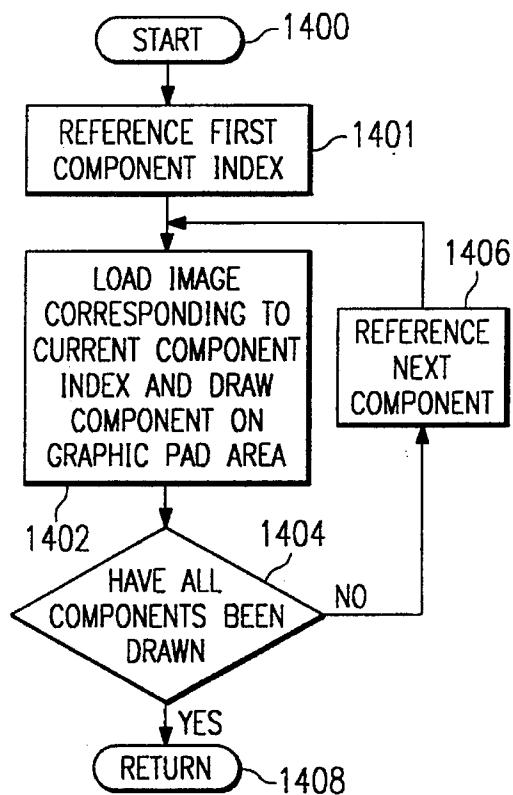 START
1400
REFERENCE FIRST
COMPONENT INDEX
1401
LOAD IMAGE
CORRESPONDING TO
CURRENT COMPONENT
INDEX AND DRAW
COMPONENT ON
GRAPHIC PAD AREA
1402
1406
REFERENCE
NEXT
COMPONENT
1404
HAVE ALL
COMPONENTS BEEN
DRAWN
NO
YES
RETURN
1408